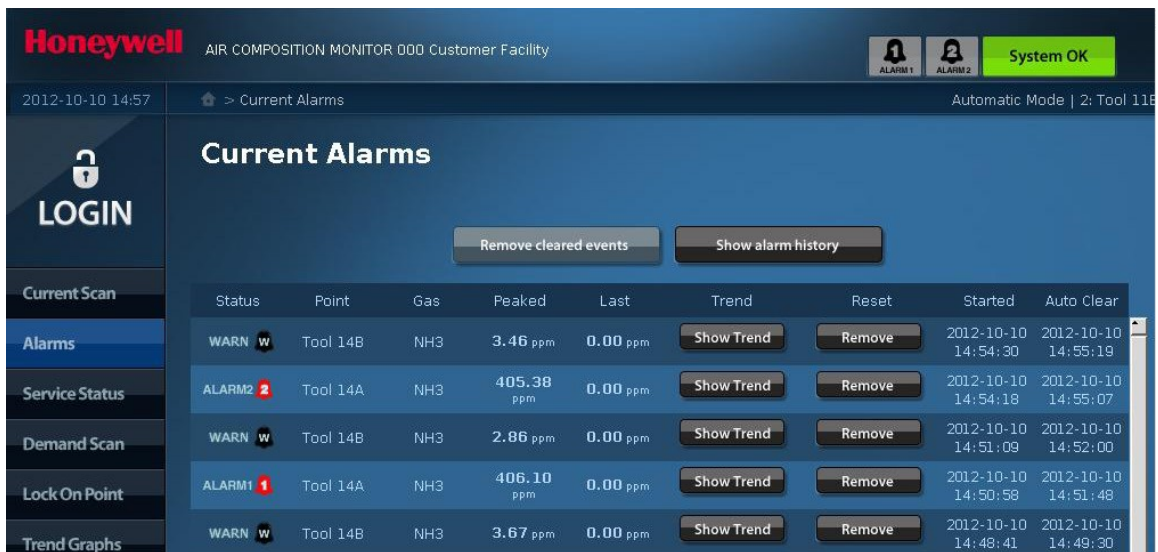 Honeywell
AIR COMPOSITION MONITOR 000 Customer Facility
1
ALARM 1
2
ALARM 2
System OK
2012-10-10 14:57
> Current Alarms
Automatic Mode | 2: Tool 11B
LOGIN
Current Alarms
Remove cleared events
Show alarm history
Current Scan
Alarms
Service Status
Demand Scan
Lock On Point
Trend Graphs
Status Point Gas Peaked Last Trend Reset Started Auto Clear
WARN W Tool 14B NH3 3.46 ppm 0.00 ppm Show Trend Remove 2012-10-10 14:54:30 2012-10-10 14:55:19
ALARM2 2 Tool 14A NH3 405.38 ppm 0.00 ppm Show Trend Remove 2012-10-10 14:54:18 2012-10-10 14:55:07
WARN W Tool 14B NH3 2.86 ppm 0.00 ppm Show Trend Remove 2012-10-10 14:51:09 2012-10-10 14:52:00
ALARM1 1 Tool 14A NH3 406.10 ppm 0.00 ppm Show Trend Remove 2012-10-10 14:50:58 2012-10-10 14:51:48
WARN W Tool 14B NH3 3.67 ppm 0.00 ppm Show Trend Remove 2012-10-10 14:48:41 2012-10-10 14:49:30